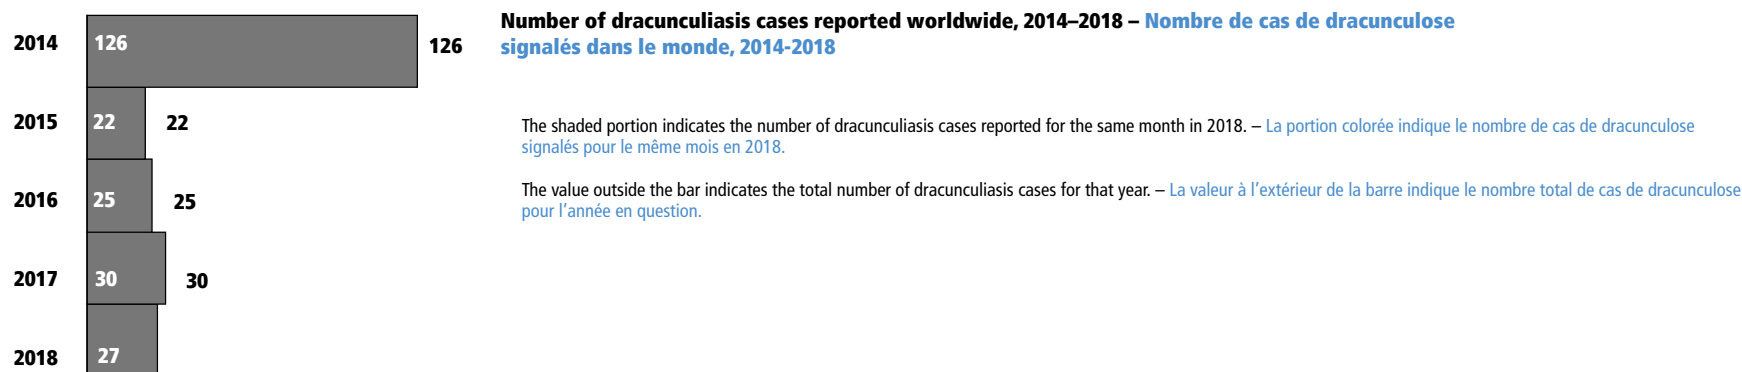 Number of dracunculiasis cases reported worldwide, 2014–2018 – Nombre de cas de dracunculose
signalés dans le monde, 2014-2018
2014 126 126
2015 22 22
2016 25 25
2017 30 30
2018 27
The shaded portion indicates the number of dracunculiasis cases reported for the same month in 2018. – La portion colorée indique le nombre de cas de dracunculose
signalés pour le même mois en 2018.
The value outside the bar indicates the total number of dracunculiasis cases for that year. – La valeur à l’extérieur de la barre indique le nombre total de cas de dracunculose
pour l’année en question.